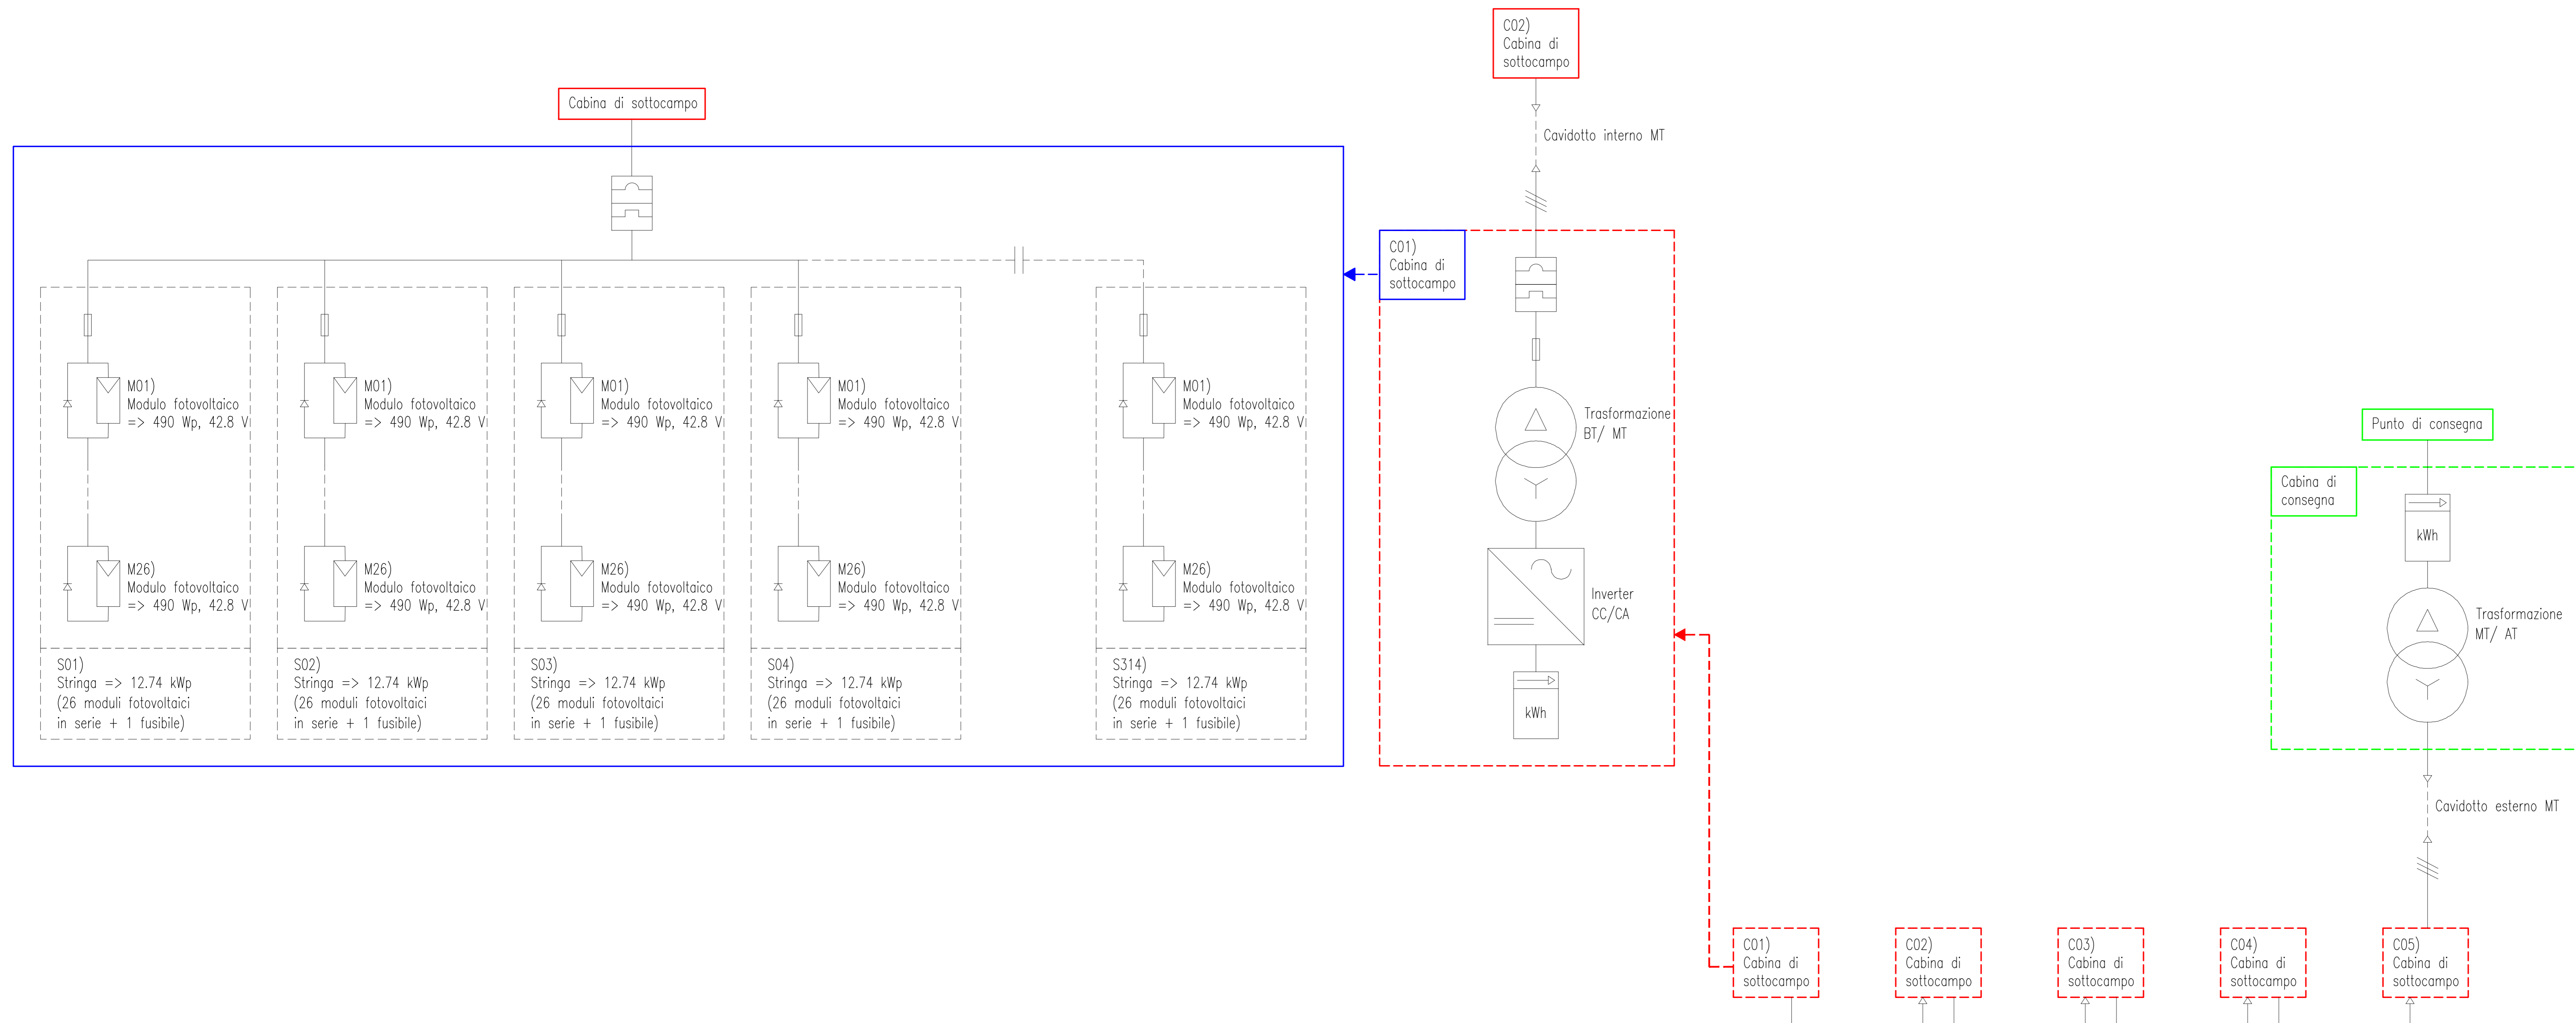 C02)
Cabina di
sottocampo
Cabina di sottocampo
Cavidotto interno MT
C01)
Cabina di
sottocampo
M01)
Modulo fotovoltaico
=> 490 Wp, 42.8 V
M01)
Modulo fotovoltaico
=> 490 Wp, 42.8 V
M01)
Modulo fotovoltaico
=> 490 Wp, 42.8 V
M01)
Modulo fotovoltaico
=> 490 Wp, 42.8 V
M01)
Modulo fotovoltaico
=> 490 Wp, 42.8 V
M26)
Modulo fotovoltaico
=> 490 Wp, 42.8 V
M26)
Modulo fotovoltaico
=> 490 Wp, 42.8 V
M26)
Modulo fotovoltaico
=> 490 Wp, 42.8 V
M26)
Modulo fotovoltaico
=> 490 Wp, 42.8 V
M26)
Modulo fotovoltaico
=> 490 Wp, 42.8 V
S01)
Stringa => 12.74 kWp
(26 moduli fotovoltaici
in serie + 1 fusibile)
S02)
Stringa => 12.74 kWp
(26 moduli fotovoltaici
in serie + 1 fusibile)
S03)
Stringa => 12.74 kWp
(26 moduli fotovoltaici
in serie + 1 fusibile)
S04)
Stringa => 12.74 kWp
(26 moduli fotovoltaici
in serie + 1 fusibile)
S314)
Stringa => 12.74 kWp
(26 moduli fotovoltaici
in serie + 1 fusibile)
Trasformazione
BT/ MT
Inverter
CC/CA
kWh
Punto di consegna
Cabina di
consegna
kWh
Trasformazione
MT/ AT
Cavidotto esterno MT
C01)
Cabina di
sottocampo
C02)
Cabina di
sottocampo
C03)
Cabina di
sottocampo
C04)
Cabina di
sottocampo
C05)
Cabina di
sottocampo